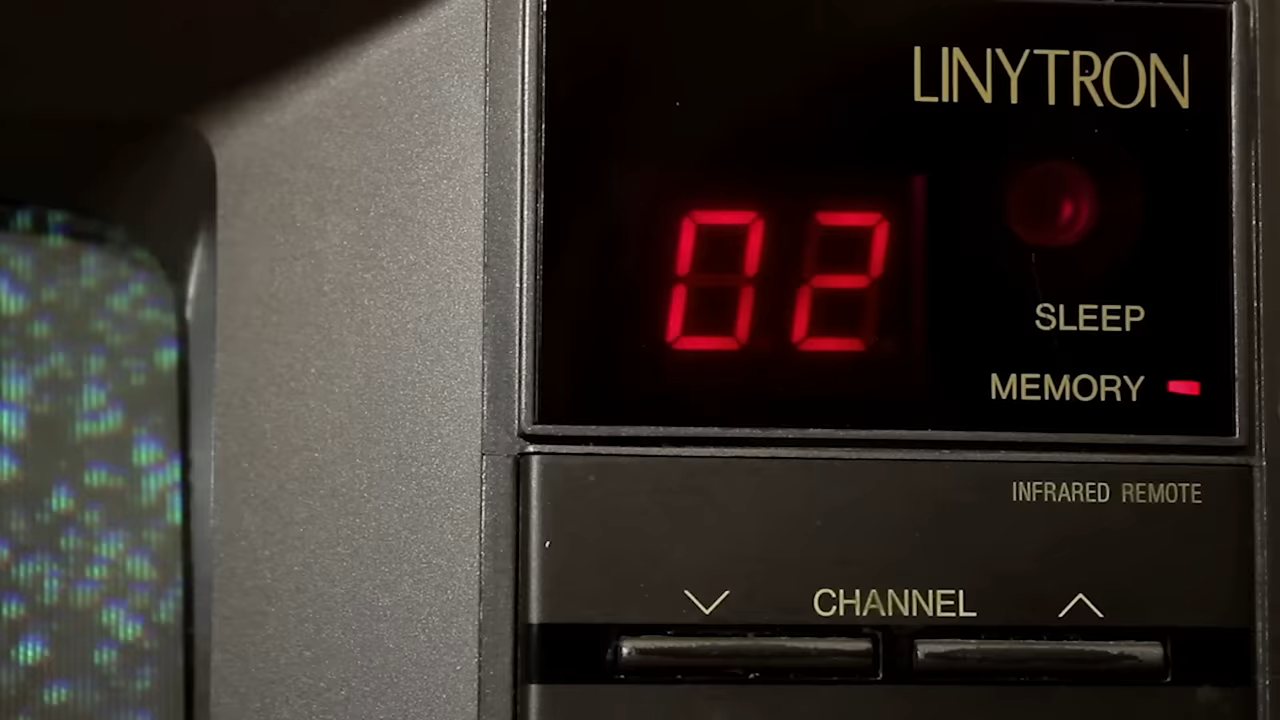 LINYTRON
02
SLEEP
MEMORY
INFRARED REMOTE
CHANNEL